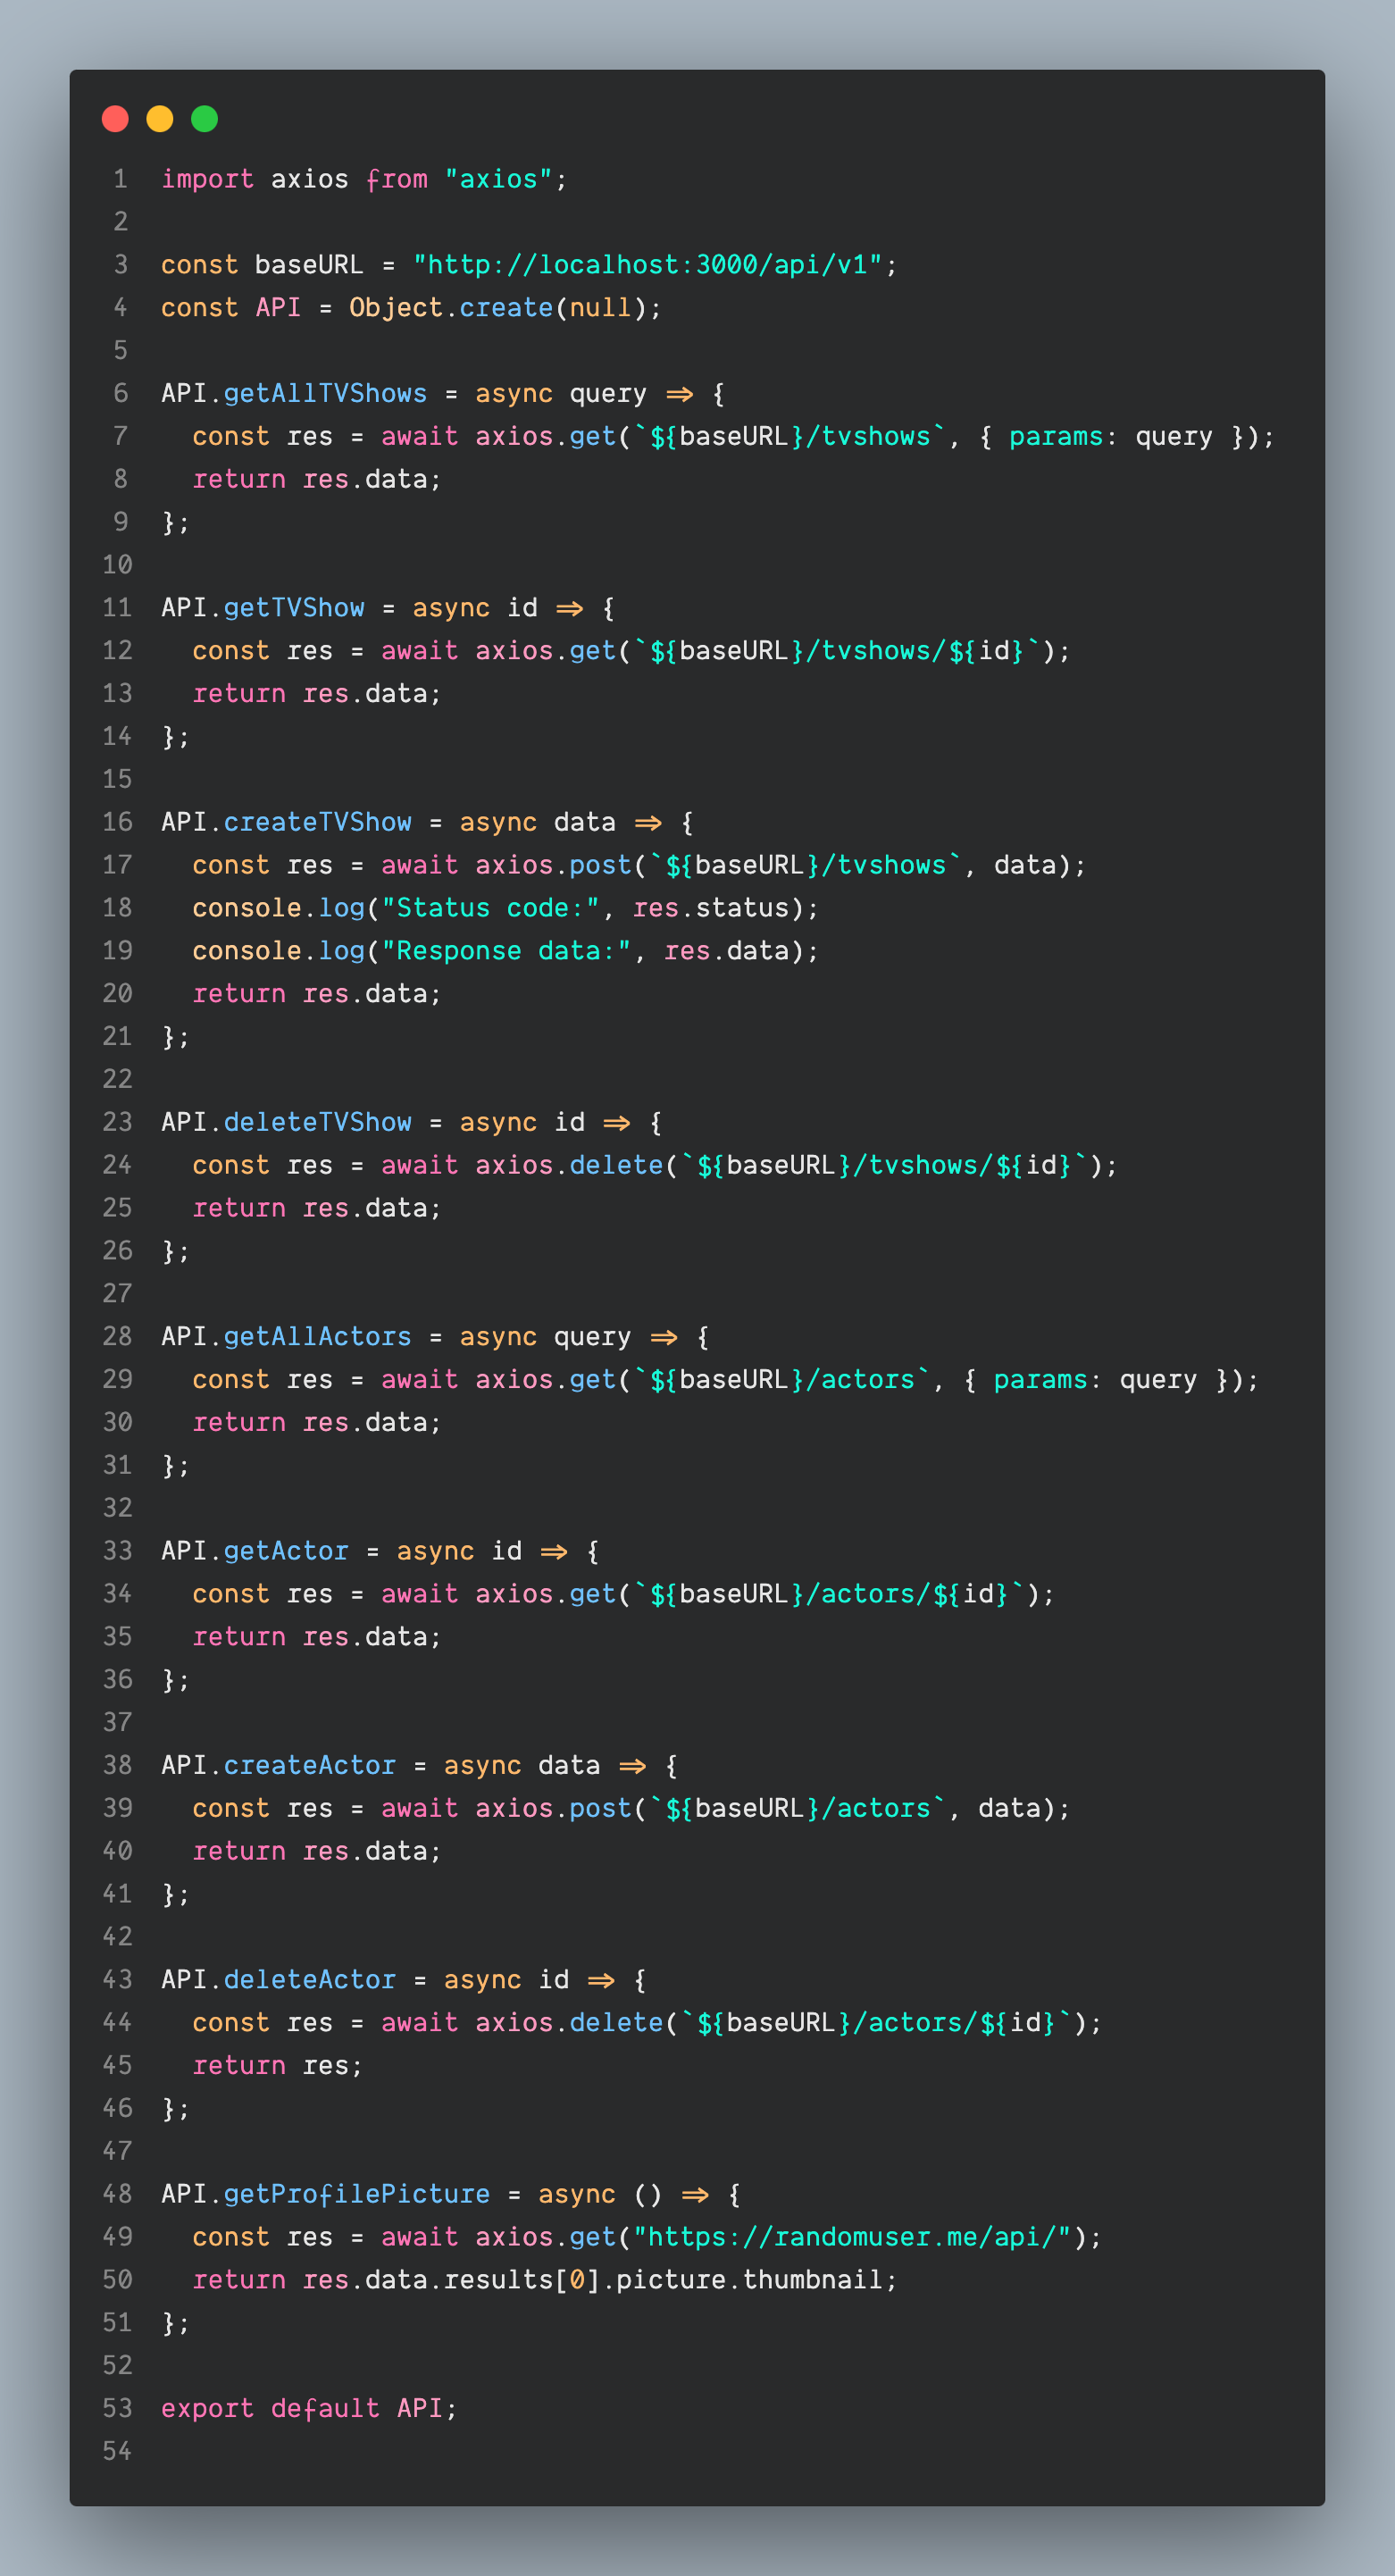 1 import axios from "axios";
2
3 const baseURL = "http://localhost:3000/api/v1";
4 const API = Object.create(null);
5
6 API.getAllTVShows = async query => {
7   const res = await axios.get(`${baseURL}/tvshows`, { params: query });
8   return res.data;
9 };
10
11 API.getTVShow = async id => {
12   const res = await axios.get(`${baseURL}/tvshows/${id}`);
13   return res.data;
14 };
15
16 API.createTVShow = async data => {
17   const res = await axios.post(`${baseURL}/tvshows`, data);
18   console.log("Status code:", res.status);
19   console.log("Response data:", res.data);
20   return res.data;
21 };
22
23 API.deleteTVShow = async id => {
24   const res = await axios.delete(`${baseURL}/tvshows/${id}`);
25   return res.data;
26 };
27
28 API.getAllActors = async query => {
29   const res = await axios.get(`${baseURL}/actors`, { params: query });
30   return res.data;
31 };
32
33 API.getActor = async id => {
34   const res = await axios.get(`${baseURL}/actors/${id}`);
35   return res.data;
36 };
37
38 API.createActor = async data => {
39   const res = await axios.post(`${baseURL}/actors`, data);
40   return res.data;
41 };
42
43 API.deleteActor = async id => {
44   const res = await axios.delete(`${baseURL}/actors/${id}`);
45   return res;
46 };
47
48 API.getProfilePicture = async () => {
49   const res = await axios.get("https://randomuser.me/api/");
50   return res.data.results[0].picture.thumbnail;
51 };
52
53 export default API;
54